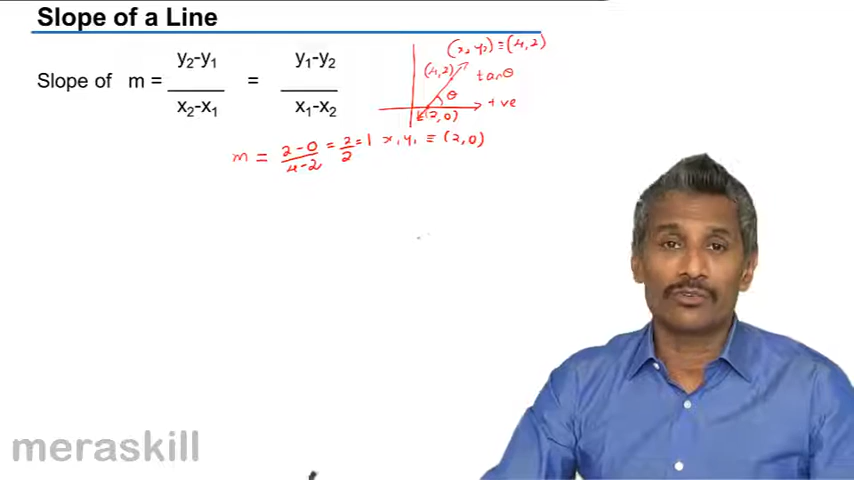 Slope of a Line
Slope of m = y₂-y₁ / x₂-x₁ = y₁-y₂ / x₁-x₂
(x₂ y₂) ≡ (4,2)
(4,2)
tanθ
θ
+ve
(2,0)
m = 2-0 / 4-2 = 2/2 = 1
x₁ y₁ ≡ (2,0)
meraskill